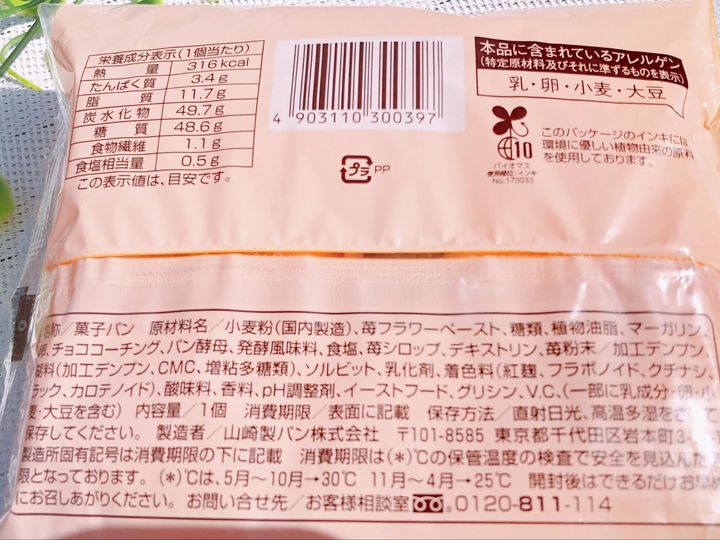 栄養成分表示(1個当たり)
熱量 316kcal
たんぱく質 3.4g
脂質 11.7g
炭水化物 49.7g
糖質 48.6g
食物繊維 1.1g
食塩相当量 0.5g
この表示値は、目安です。
4 903110 300397
プラ PP
本品に含まれているアレルゲン
(特定原材料及びそれに準ずるものを表示)
乳・卵・小麦・大豆
10
バイオマス
使用部位:インキ
No.170033
このパッケージのインキには
環境に優しい植物由来の原料
を使用しております。
名称/菓子パン 原材料名/小麦粉(国内製造)、苺フラワーペースト、糖類、植物油脂、マーガリン、
卵、チョココーチング、パン酵母、発酵風味料、食塩、苺シロップ、デキストリン、苺粉末/加工デンプン、
糊料(加工デンプン、CMC、増粘多糖類)、ソルビット、乳化剤、着色料(紅麹、フラボノイド、クチナシ、
ラック、カロテノイド)、酸味料、香料、pH調整剤、イーストフード、グリシン、V.C、(一部に乳成分・卵・小
麦・大豆を含む) 内容量/1個 消費期限/表面に記載 保存方法/直射日光、高温多湿をさけて
保存してください。 製造者/山崎製パン株式会社 〒101-8585 東京都千代田区岩本町3-
製造所固有記号は消費期限の下に記載 消費期限は(*)℃の保管温度の検査で安全を見込んだ
限となっております。 (*)℃は、5月~10月→30℃ 11月~4月→25℃ 開封後はできるだけお早め
にお召しあがりください。 お問い合せ先/お客様相談室 0120-811-114